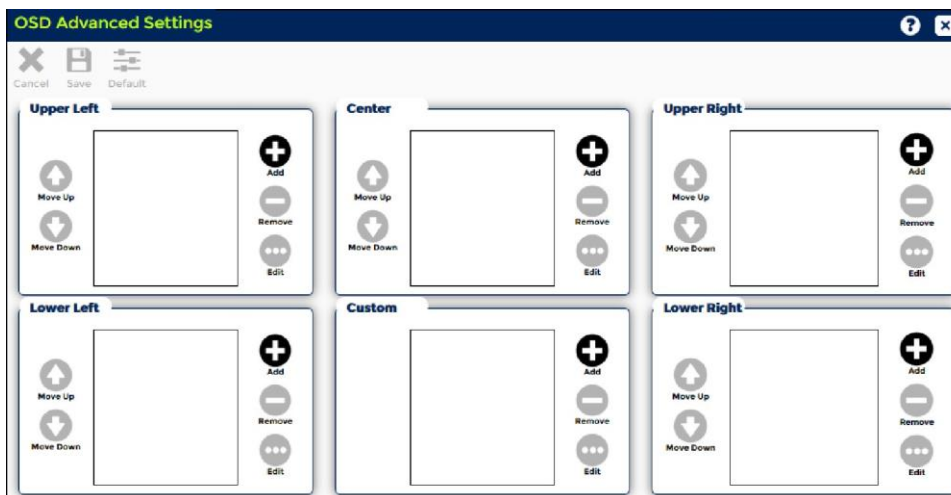 OSD Advanced Settings
Cancel Save Default
Upper Left
Move Up
Move Down
Add
Remove
Edit
Center
Move Up
Move Down
Add
Remove
Edit
Upper Right
Move Up
Move Down
Add
Remove
Edit
Lower Left
Move Up
Move Down
Add
Remove
Edit
Custom
Add
Remove
Edit
Lower Right
Move Up
Move Down
Add
Remove
Edit